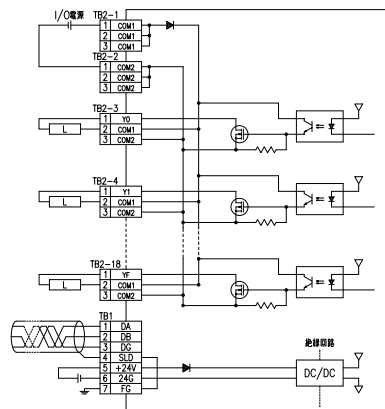 I/O電源
TB2-1
1 COM1
2 COM1
3 COM1
TB2-2
1 COM2
2 COM2
3 COM2
TB2-3
1 Y0
2 COM1
3 COM2
L
TB2-4
1 Y1
2 COM1
3 COM2
L
TB2-18
1 YF
2 COM1
3 COM2
L
TB1
1 DA
2 DB
3 DG
4 SLD
5 +24V
6 24G
7 FG
絶縁回路
DC/DC